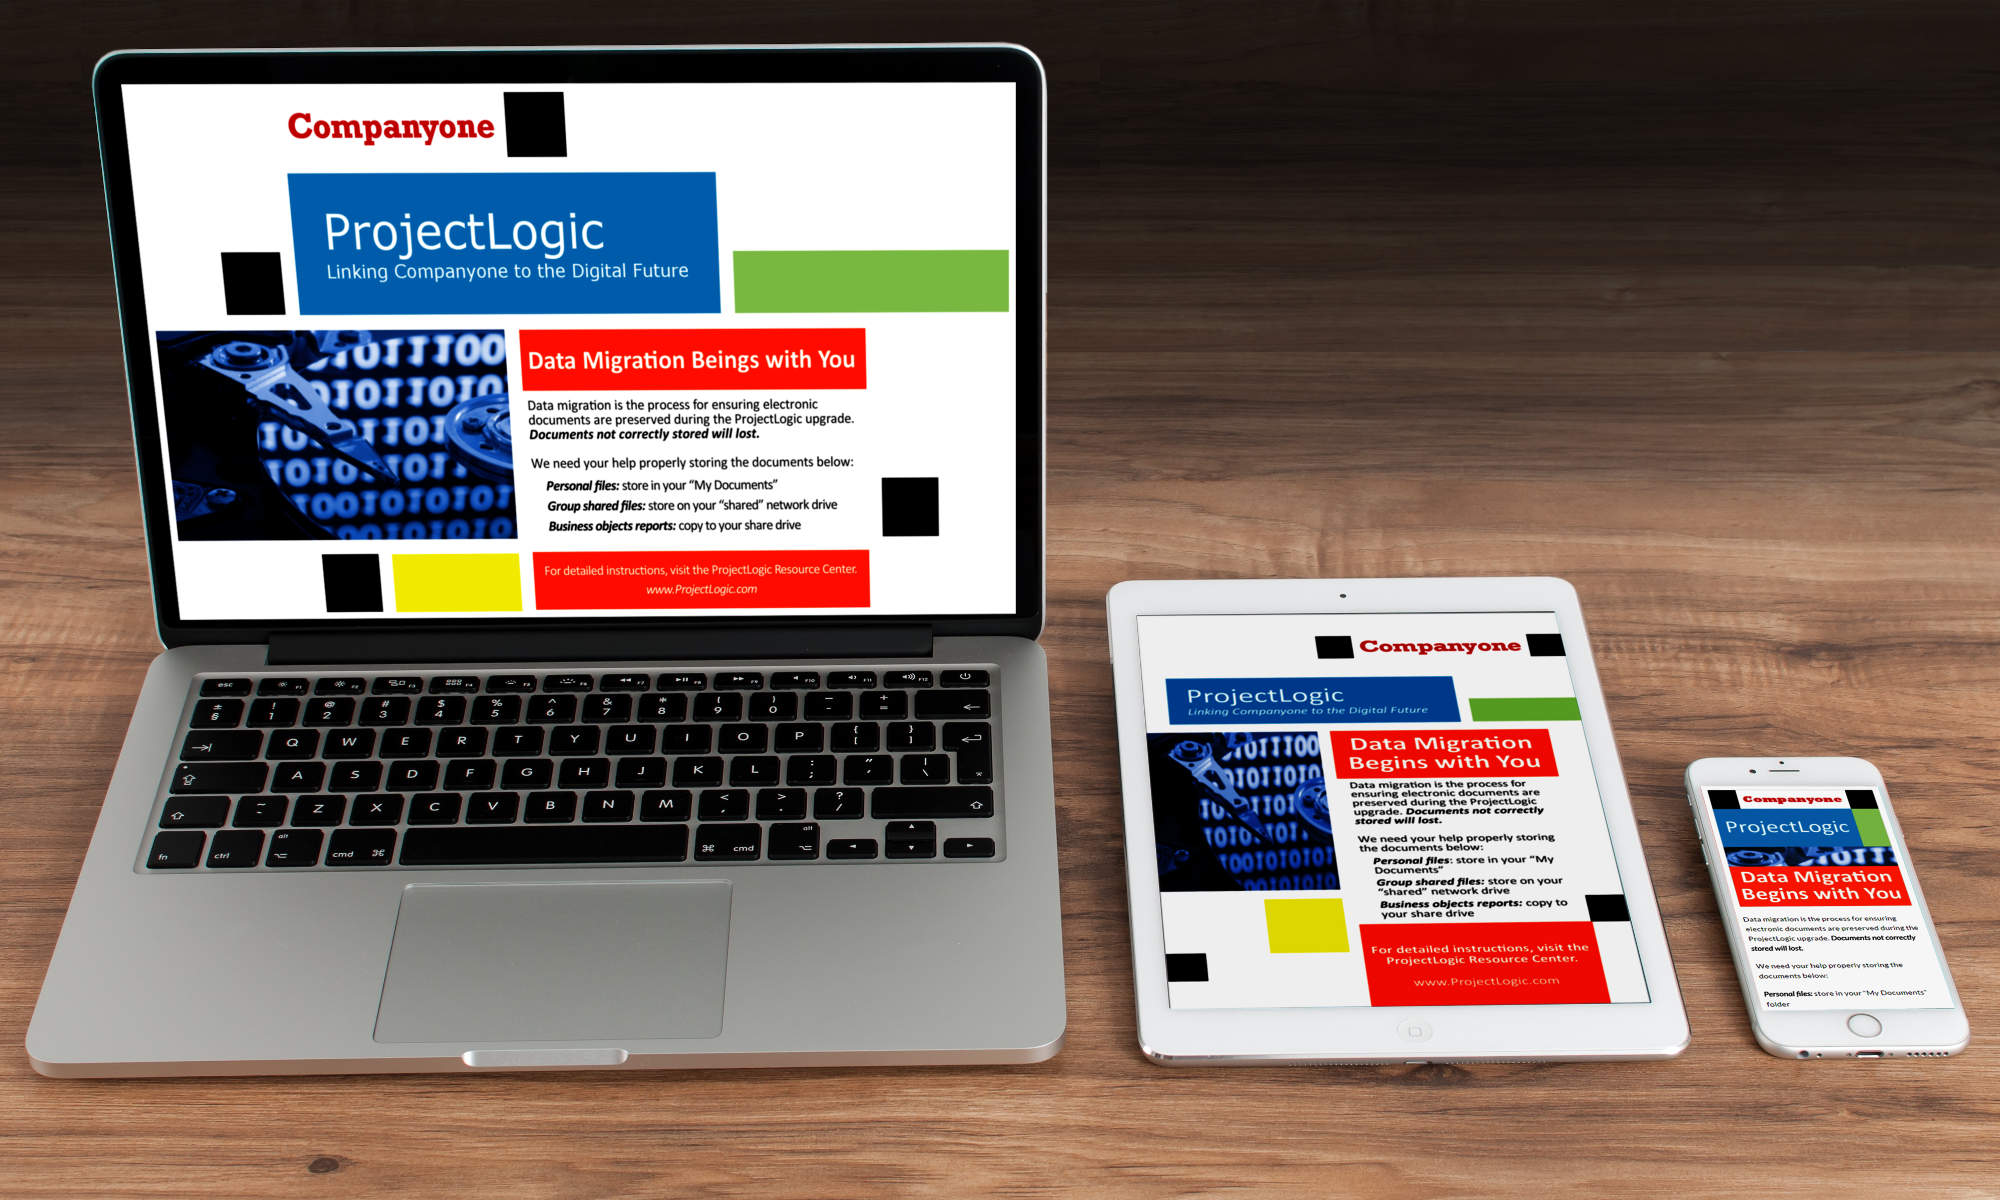 Companyone
ProjectLogic
Linking Companyone to the Digital Future
1011100
01011010
10101101
0101101
10010101010
Data Migration Beings with You
Data migration is the process for ensuring electronic
documents are preserved during the ProjectLogic upgrade.
Documents not correctly stored will lost.
We need your help properly storing the documents below:
Personal files: store in your “My Documents”
Group shared files: store on your “shared” network drive
Business objects reports: copy to your share drive
For detailed instructions, visit the ProjectLogic Resource Center.
www.ProjectLogic.com
esc F1 F2 F3 F4 F5 F6 F7 F8 F9 F10 F11 F12
± ! @ # $ % ^ & * ( ) – +
§ 1 2 3 4 5 6 7 8 9 0 - =
Q W E R T Y U I O P { [ } ]
A S D F G H J K L : ; " ' | \
~ Z X C V B N M < , > . ? /
fn ctrl alt cmd ⌘ ⌘ cmd alt
Companyone
ProjectLogic
Linking Companyone to the Digital Future
Data Migration
Begins with You
Data migration is the process for
ensuring electronic documents are
preserved during the ProjectLogic
upgrade. Documents not correctly
stored will lost.
We need your help properly storing
the documents below:
Personal files: store in your “My
Documents”
Group shared files: store on your
“shared” network drive
Business objects reports: copy to
your share drive
For detailed instructions, visit the
ProjectLogic Resource Center.
www.ProjectLogic.com
Companyone
ProjectLogic
Data Migration
Begins with You
Data migration is the process for ensuring
electronic documents are preserved during the
ProjectLogic upgrade. Documents not correctly
stored will lost.
We need your help properly storing the
documents below:
Personal files: store in your “My Documents”
folder